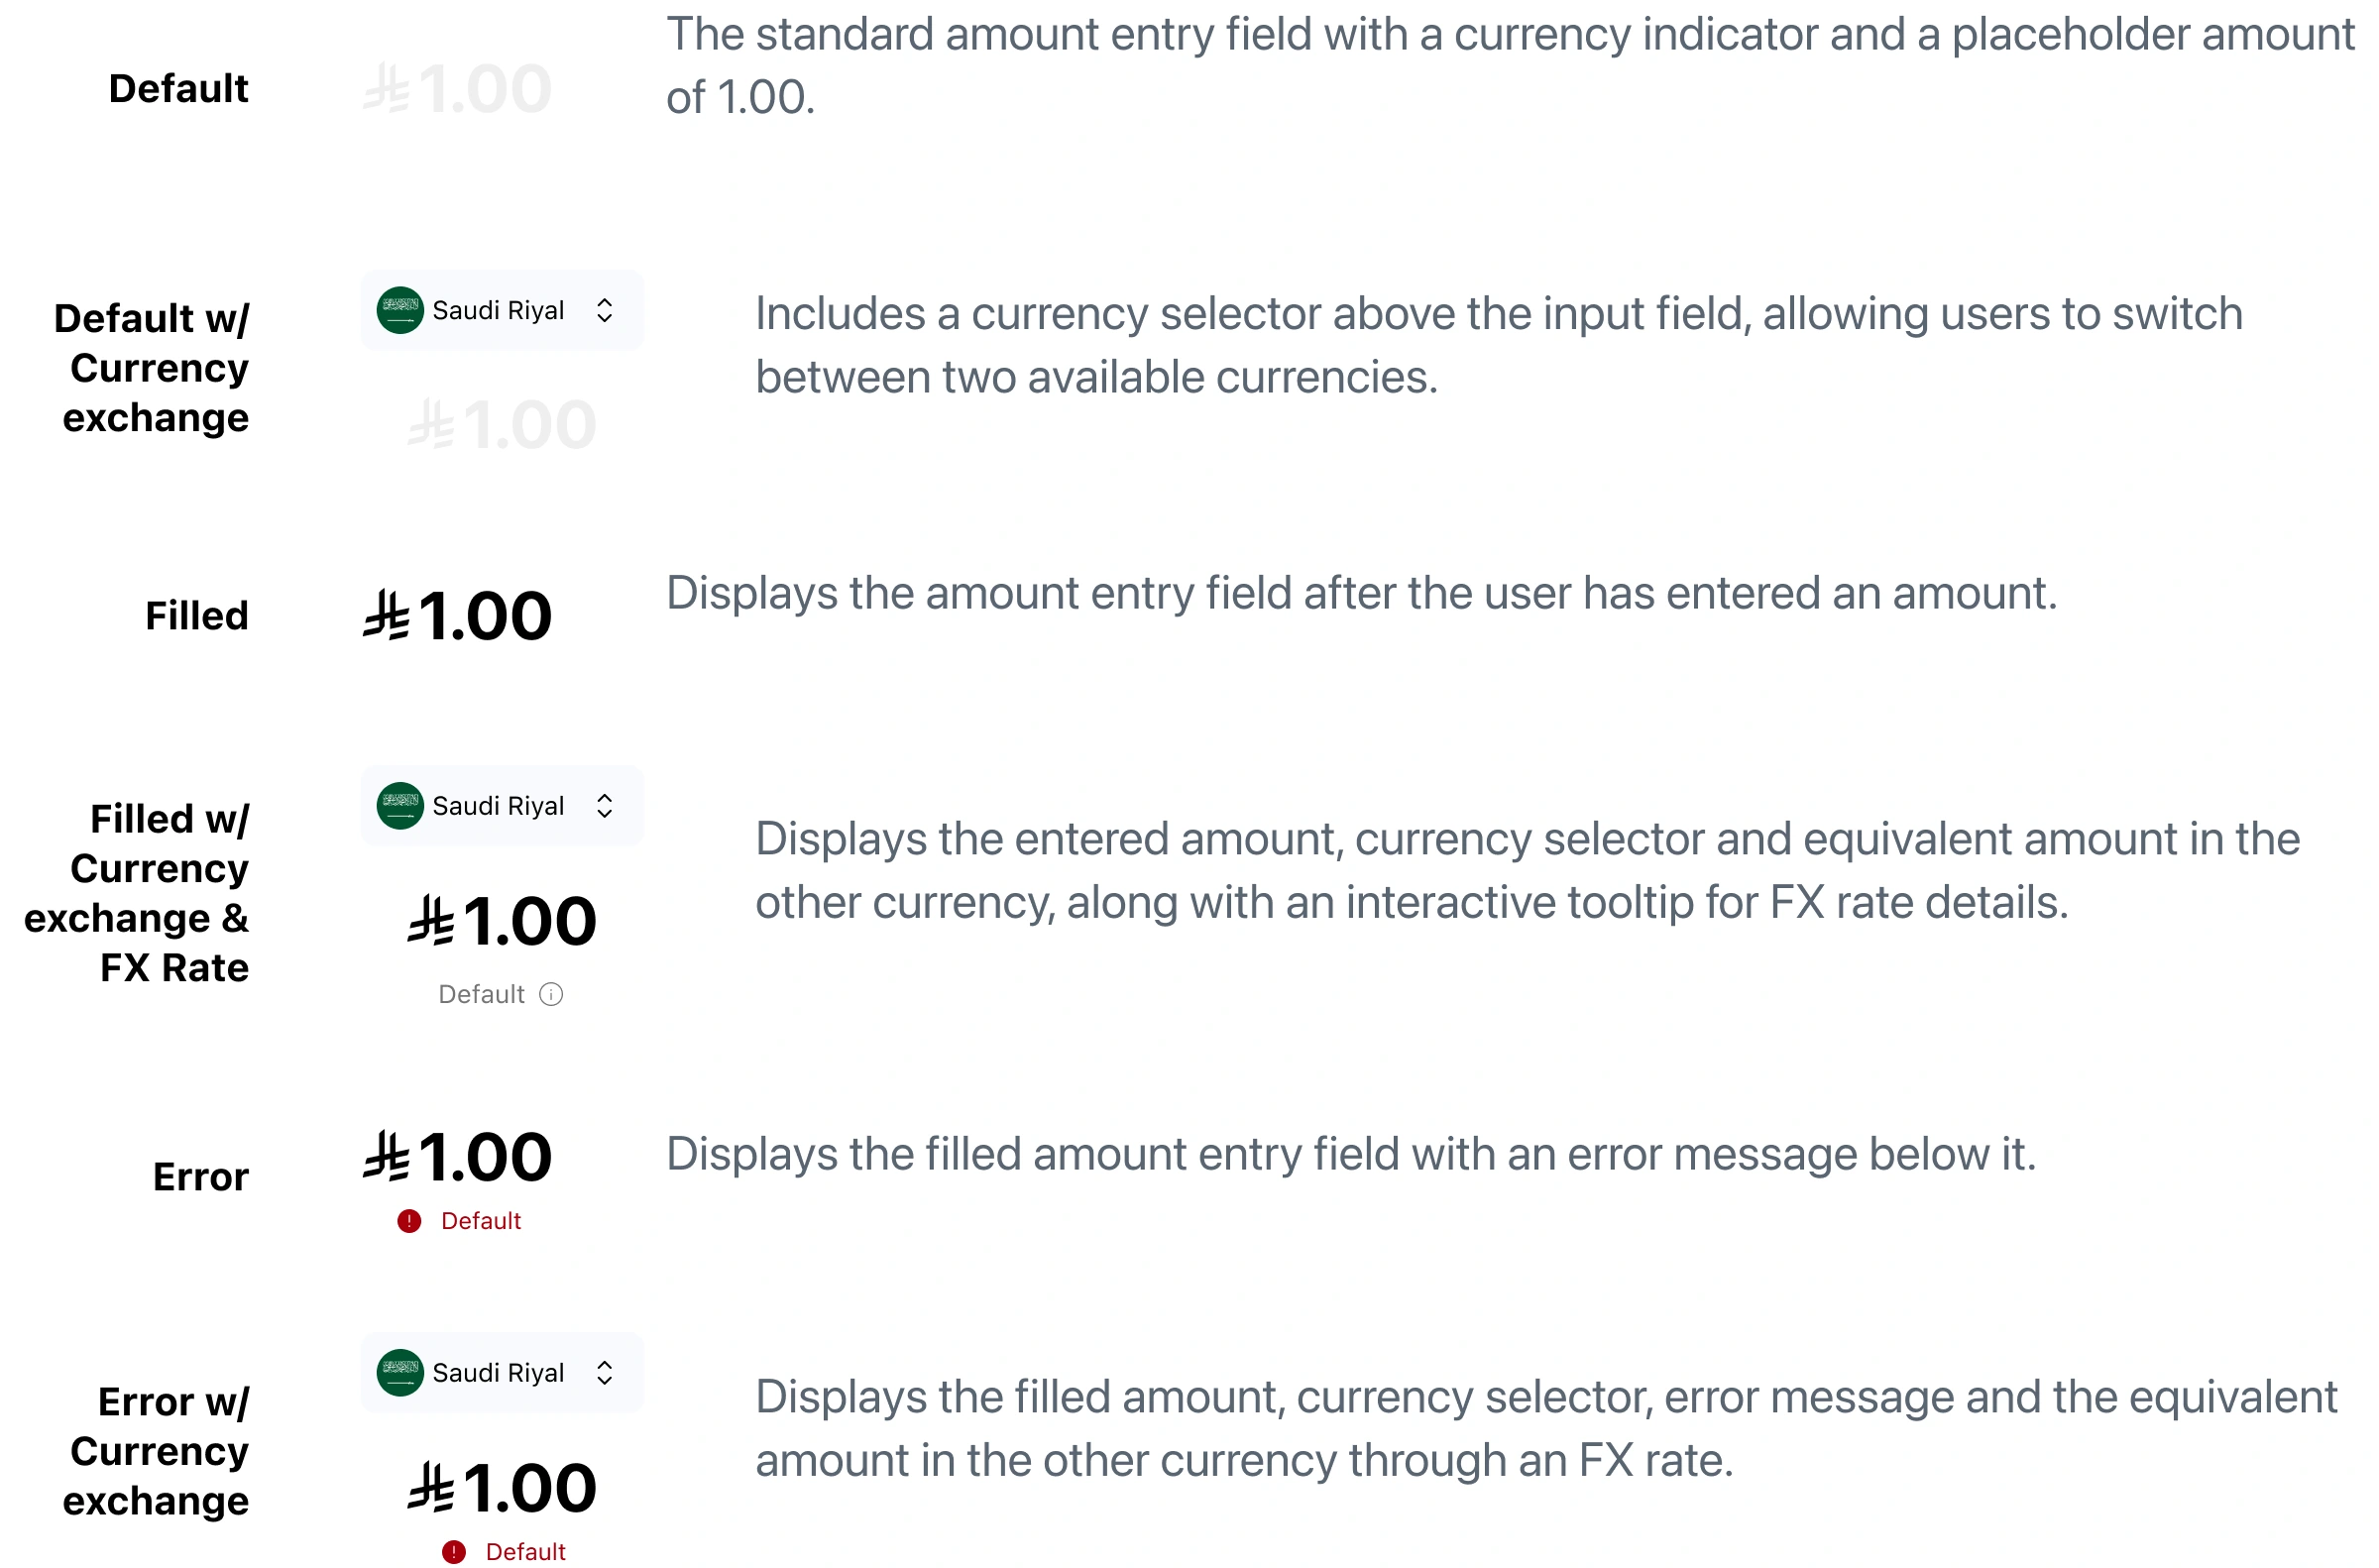 Default
⃁1.00
The standard amount entry field with a currency indicator and a placeholder amount
of 1.00.
Default w/
Currency
exchange
Saudi Riyal
⃁1.00
Includes a currency selector above the input field, allowing users to switch
between two available currencies.
Filled
⃁1.00
Displays the amount entry field after the user has entered an amount.
Filled w/
Currency
exchange &
FX Rate
Saudi Riyal
⃁1.00
Default
Displays the entered amount, currency selector and equivalent amount in the
other currency, along with an interactive tooltip for FX rate details.
Error
⃁1.00
Default
Displays the filled amount entry field with an error message below it.
Error w/
Currency
exchange
Saudi Riyal
⃁1.00
Default
Displays the filled amount, currency selector, error message and the equivalent
amount in the other currency through an FX rate.